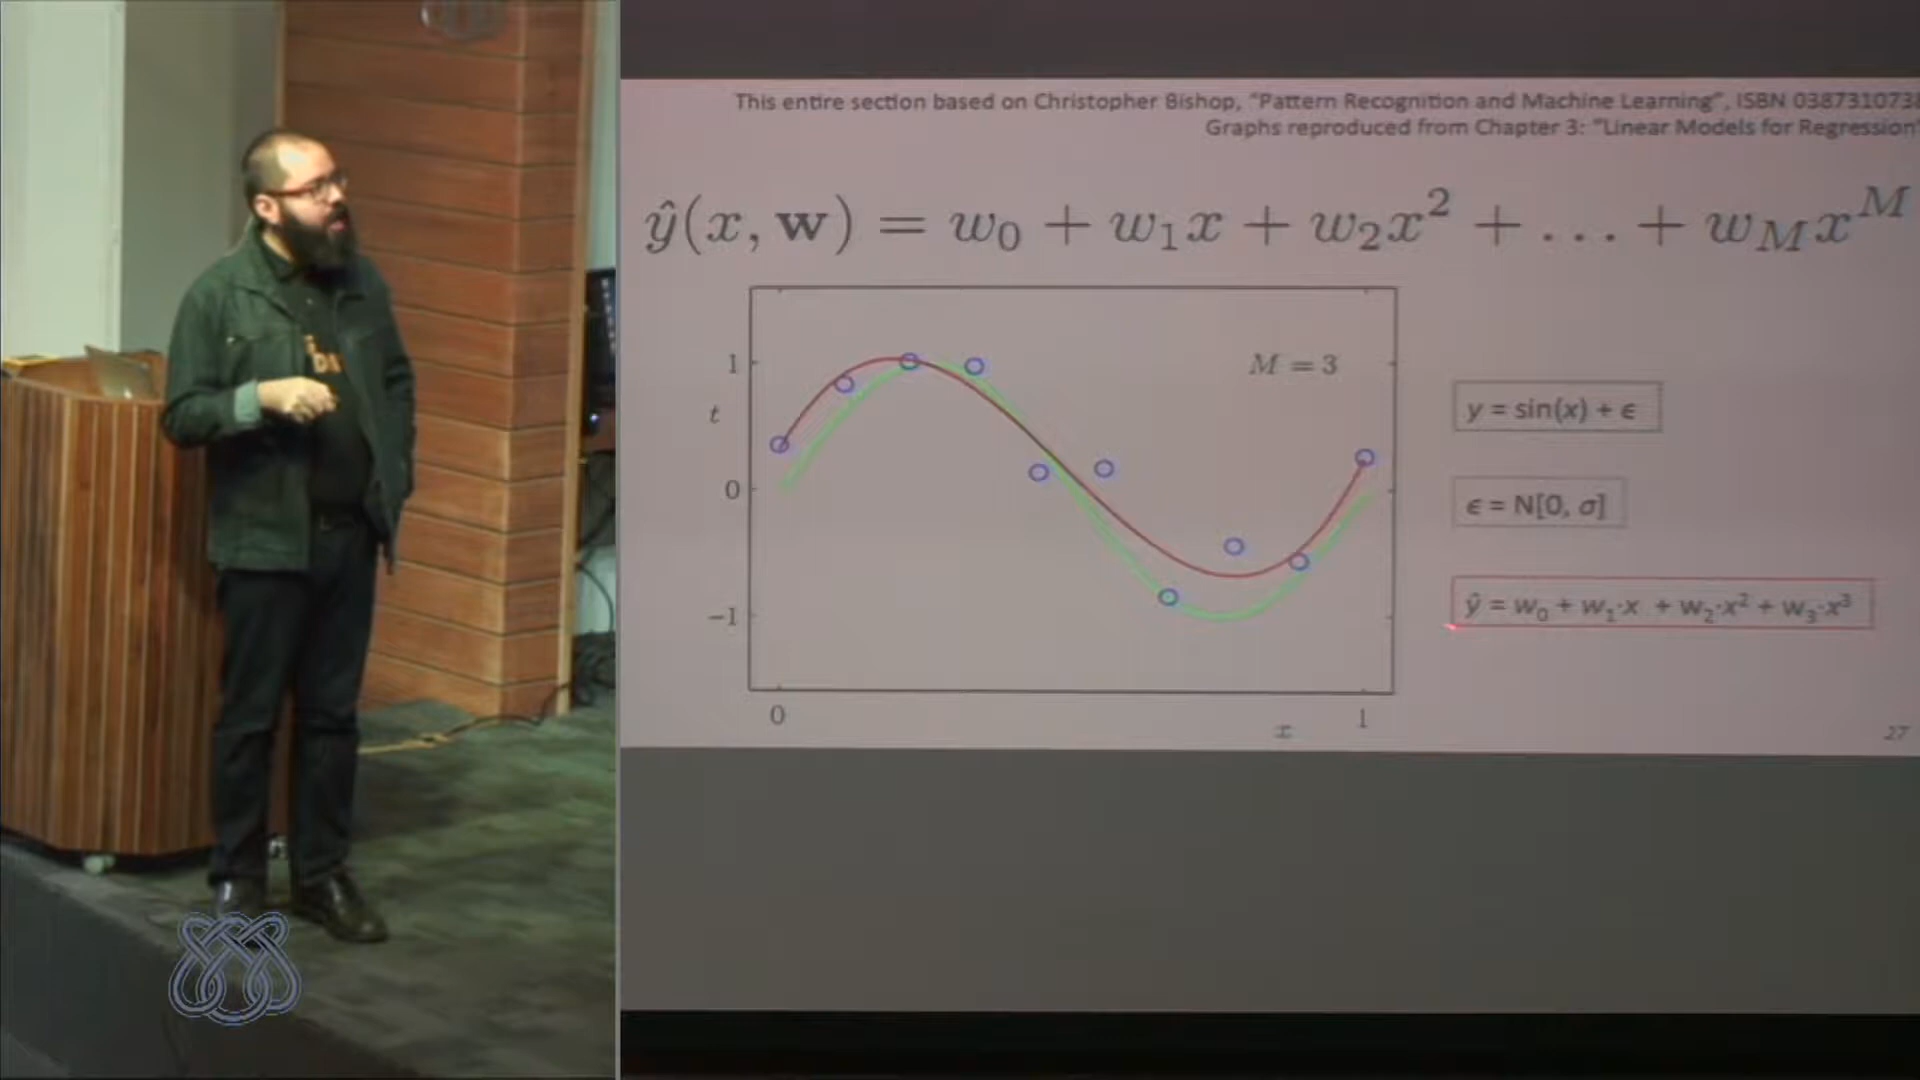 This entire section based on Christopher Bishop, "Pattern Recognition and Machine Learning", ISBN 038731073
Graphs reproduced from Chapter 3: "Linear Models for Regression"
ŷ(x, w) = w₀ + w₁x + w₂x² + ... + w_M x^M
M = 3
1
t
0
−1
0
x
1
y = sin(x) + ϵ
ϵ = N[0, σ]
ŷ = w₀ + w₁·x + w₂·x² + w₃·x³
27